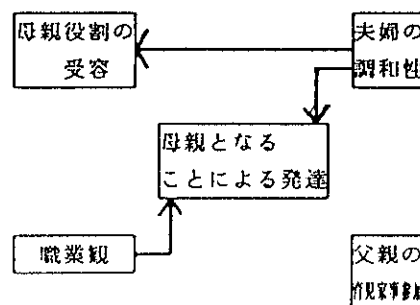 母親役割の
受容
夫婦の
調和性
母親となる
ことによる発達
職業観
父親の